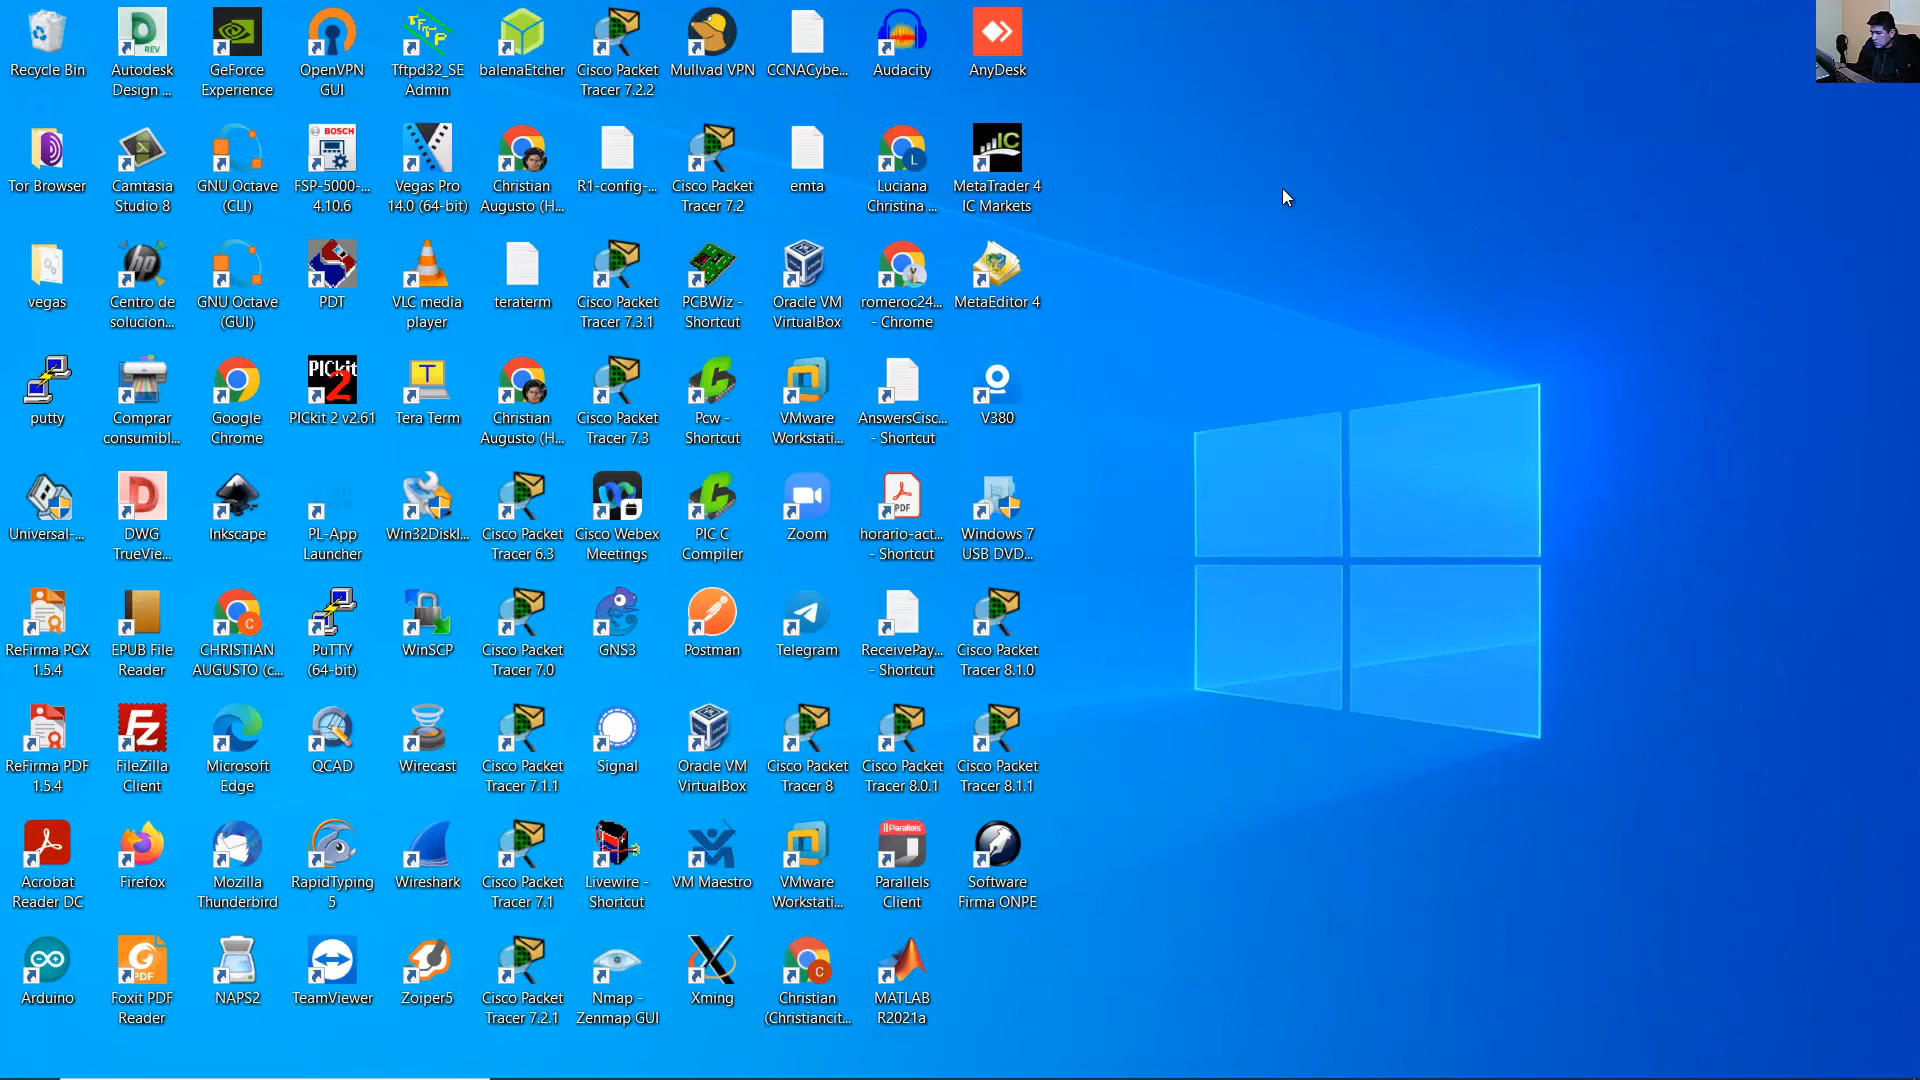 Recycle Bin
Autodesk
Design ...
GeForce
Experience
OpenVPN
GUI
Tftpd32_SE
Admin
balenaEtcher
Cisco Packet
Tracer 7.2.2
Mullvad VPN
CCNACybe...
Audacity
AnyDesk
Tor Browser
Camtasia
Studio 8
GNU Octave
(CLI)
BOSCH
FSP-5000-...
4.10.6
Vegas Pro
14.0 (64-bit)
Christian
Augusto (H...
R1-config-...
Cisco Packet
Tracer 7.2
emta
Luciana
Christina ...
MetaTrader 4
IC Markets
vegas
Centro de
solucion...
GNU Octave
(GUI)
PDT
VLC media
player
teraterm
Cisco Packet
Tracer 7.3.1
PCBWiz -
Shortcut
Oracle VM
VirtualBox
romeroc24...
- Chrome
MetaEditor 4
putty
Comprar
consumibl...
Google
Chrome
PICkit
2
PICkit 2 v2.61
Tera Term
Christian
Augusto (H...
Cisco Packet
Tracer 7.3
Pcw -
Shortcut
VMware
Workstati...
AnswersCisc...
- Shortcut
V380
Universal-...
DWG
TrueVie...
Inkscape
PL-App
Launcher
Win32DiskI...
Cisco Packet
Tracer 6.3
Cisco Webex
Meetings
PIC C
Compiler
Zoom
PDF
horario-act...
- Shortcut
Windows 7
USB DVD...
ReFirma PCX
1.5.4
EPUB File
Reader
CHRISTIAN
AUGUSTO (c...
PuTTY
(64-bit)
WinSCP
Cisco Packet
Tracer 7.0
GNS3
Postman
Telegram
ReceivePay...
- Shortcut
Cisco Packet
Tracer 8.1.0
ReFirma PDF
1.5.4
FileZilla
Client
Microsoft
Edge
QCAD
Wirecast
Cisco Packet
Tracer 7.1.1
Signal
Oracle VM
VirtualBox
Cisco Packet
Tracer 8
Cisco Packet
Tracer 8.0.1
Cisco Packet
Tracer 8.1.1
Acrobat
Reader DC
Firefox
Mozilla
Thunderbird
RapidTyping
5
Wireshark
Cisco Packet
Tracer 7.1
Livewire -
Shortcut
VM Maestro
VMware
Workstati...
Parallels
Parallels
Client
Software
Firma ONPE
Arduino
PDF
Foxit PDF
Reader
NAPS2
TeamViewer
Zoiper5
Cisco Packet
Tracer 7.2.1
Nmap -
Zenmap GUI
Xming
Christian
(Christiancit...
MATLAB
R2021a